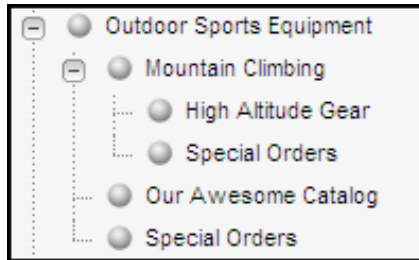 Outdoor Sports Equipment
Mountain Climbing
High Altitude Gear
Special Orders
Our Awesome Catalog
Special Orders